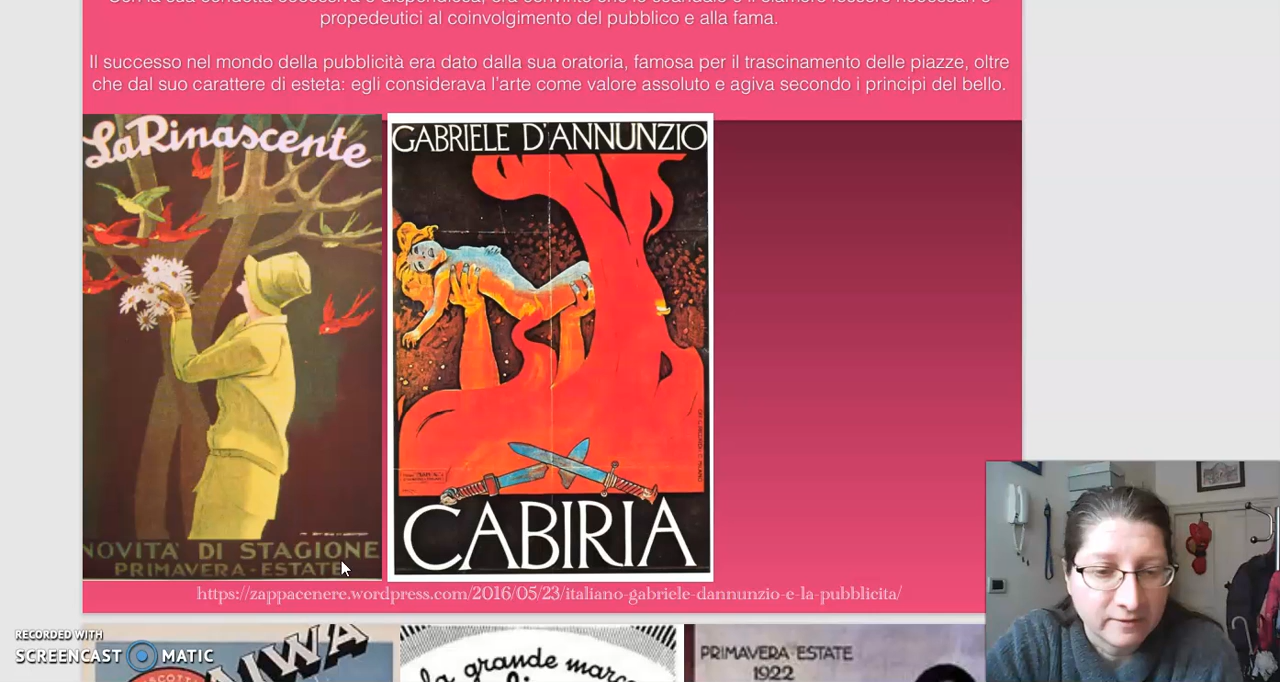 propedeutici al coinvolgimento del pubblico e alla fama.
Il successo nel mondo della pubblicità era dato dalla sua oratoria, famosa per il trascinamento delle piazze, oltre
che dal suo carattere di esteta: egli considerava l'arte come valore assoluto e agiva secondo i principi del bello.
La Rinascente
NOVITA' DI STAGIONE
PRIMAVERA - ESTATE
GABRIELE D'ANNUNZIO
CABIRIA
https://zappacenere.wordpress.com/2016/05/23/italiano-gabriele-dannunzio-e-la-pubblicita/
la grande marca
PRIMAVERA ESTATE
1922
RECORDED WITH
SCREENCAST MATIC